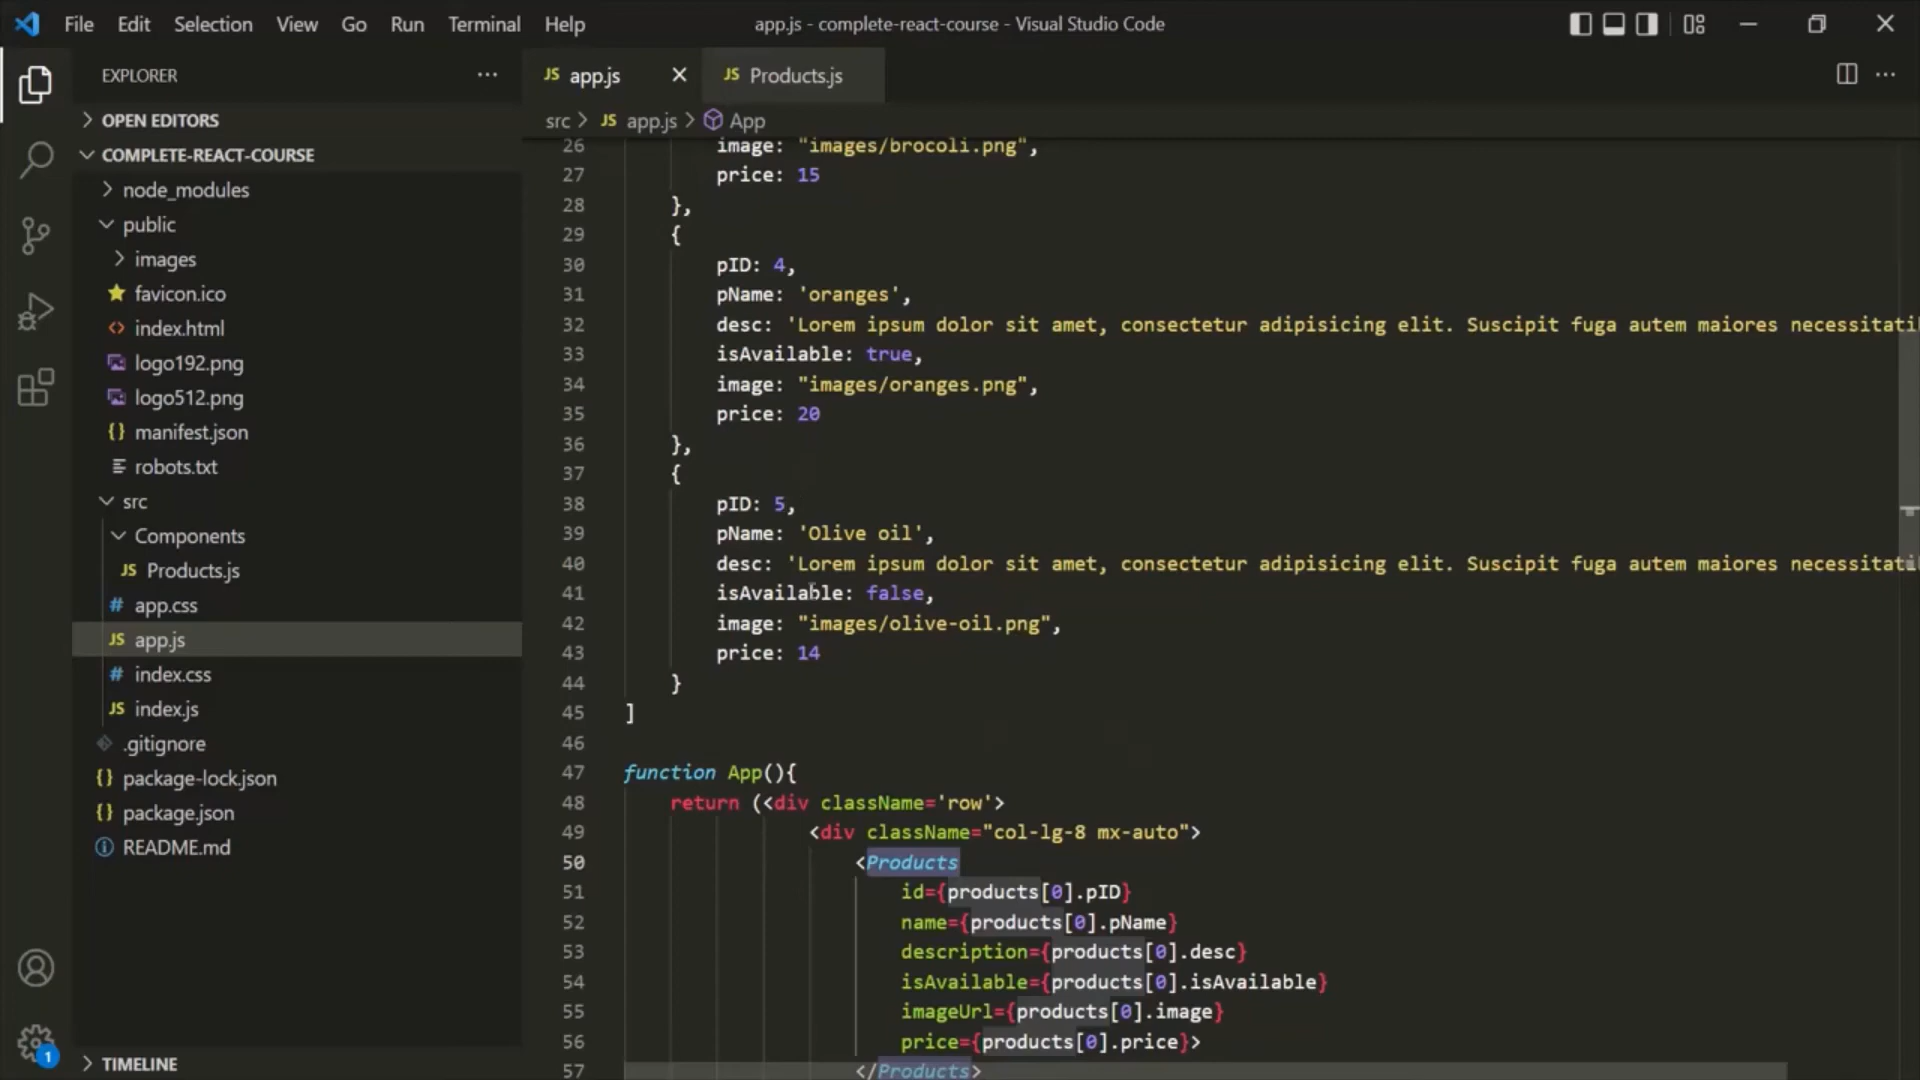 File Edit Selection View Go Run Terminal Help
app.js - complete-react-course - Visual Studio Code
EXPLORER
OPEN EDITORS
COMPLETE-REACT-COURSE
node_modules
public
images
favicon.ico
index.html
logo192.png
logo512.png
manifest.json
robots.txt
src
Components
JS Products.js
# app.css
JS app.js
# index.css
JS index.js
.gitignore
{} package-lock.json
{} package.json
README.md
TIMELINE
1
JS app.js
JS Products.js
src > JS app.js > App
26 image: "images/brocoli.png",
27 price: 15
28 },
29 {
30 pID: 4,
31 pName: 'oranges',
32 desc: 'Lorem ipsum dolor sit amet, consectetur adipisicing elit. Suscipit fuga autem maiores
33 isAvailable: true,
34 image: "images/oranges.png",
35 price: 20
36 },
37 {
38 pID: 5,
39 pName: 'Olive oil',
40 desc: 'Lorem ipsum dolor sit amet, consectetur adipisicing elit. Suscipit fuga autem maiores
41 isAvailable: false,
42 image: "images/olive-oil.png",
43 price: 14
44 }
45 ]
46
47 function App(){
48 return (<div className='row'>
49 <div className="col-lg-8 mx-auto">
50 <Products
51 id={products[0].pID}
52 name={products[0].pName}
53 description={products[0].desc}
54 isAvailable={products[0].isAvailable}
55 imageUrl={products[0].image}
56 price={products[0].price}>
57 </Products>